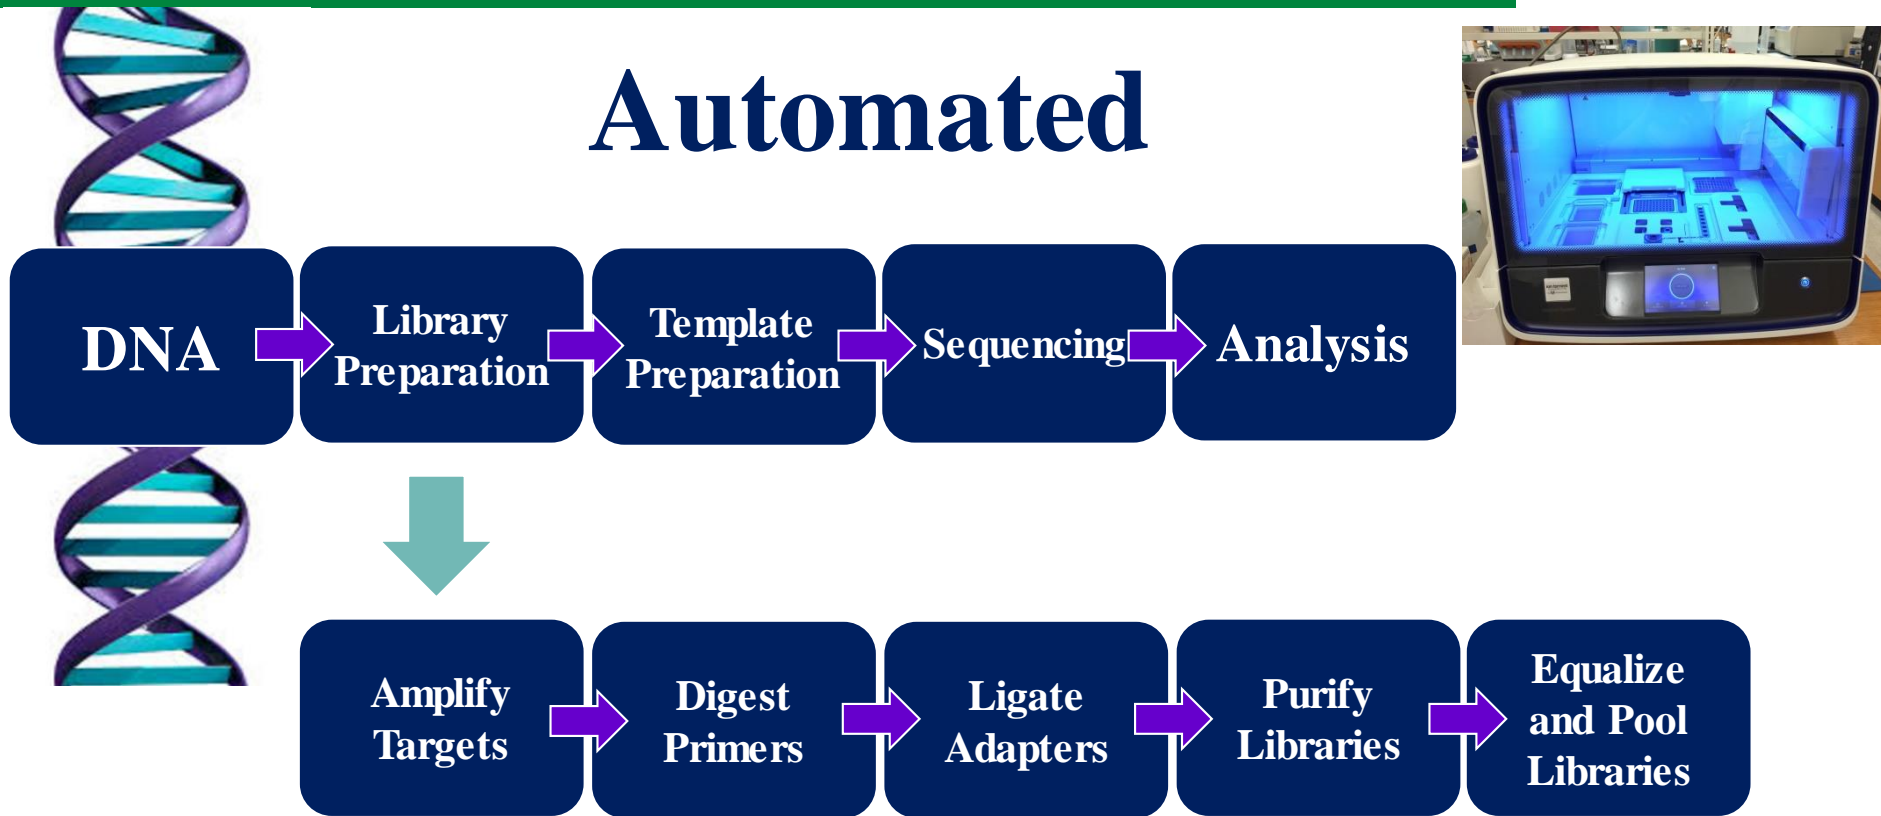 Automated
DNA
Library
Preparation
Template
Preparation
Sequencing
Analysis
Amplify
Targets
Digest
Primers
Ligate
Adapters
Purify
Libraries
Equalize
and Pool
Libraries